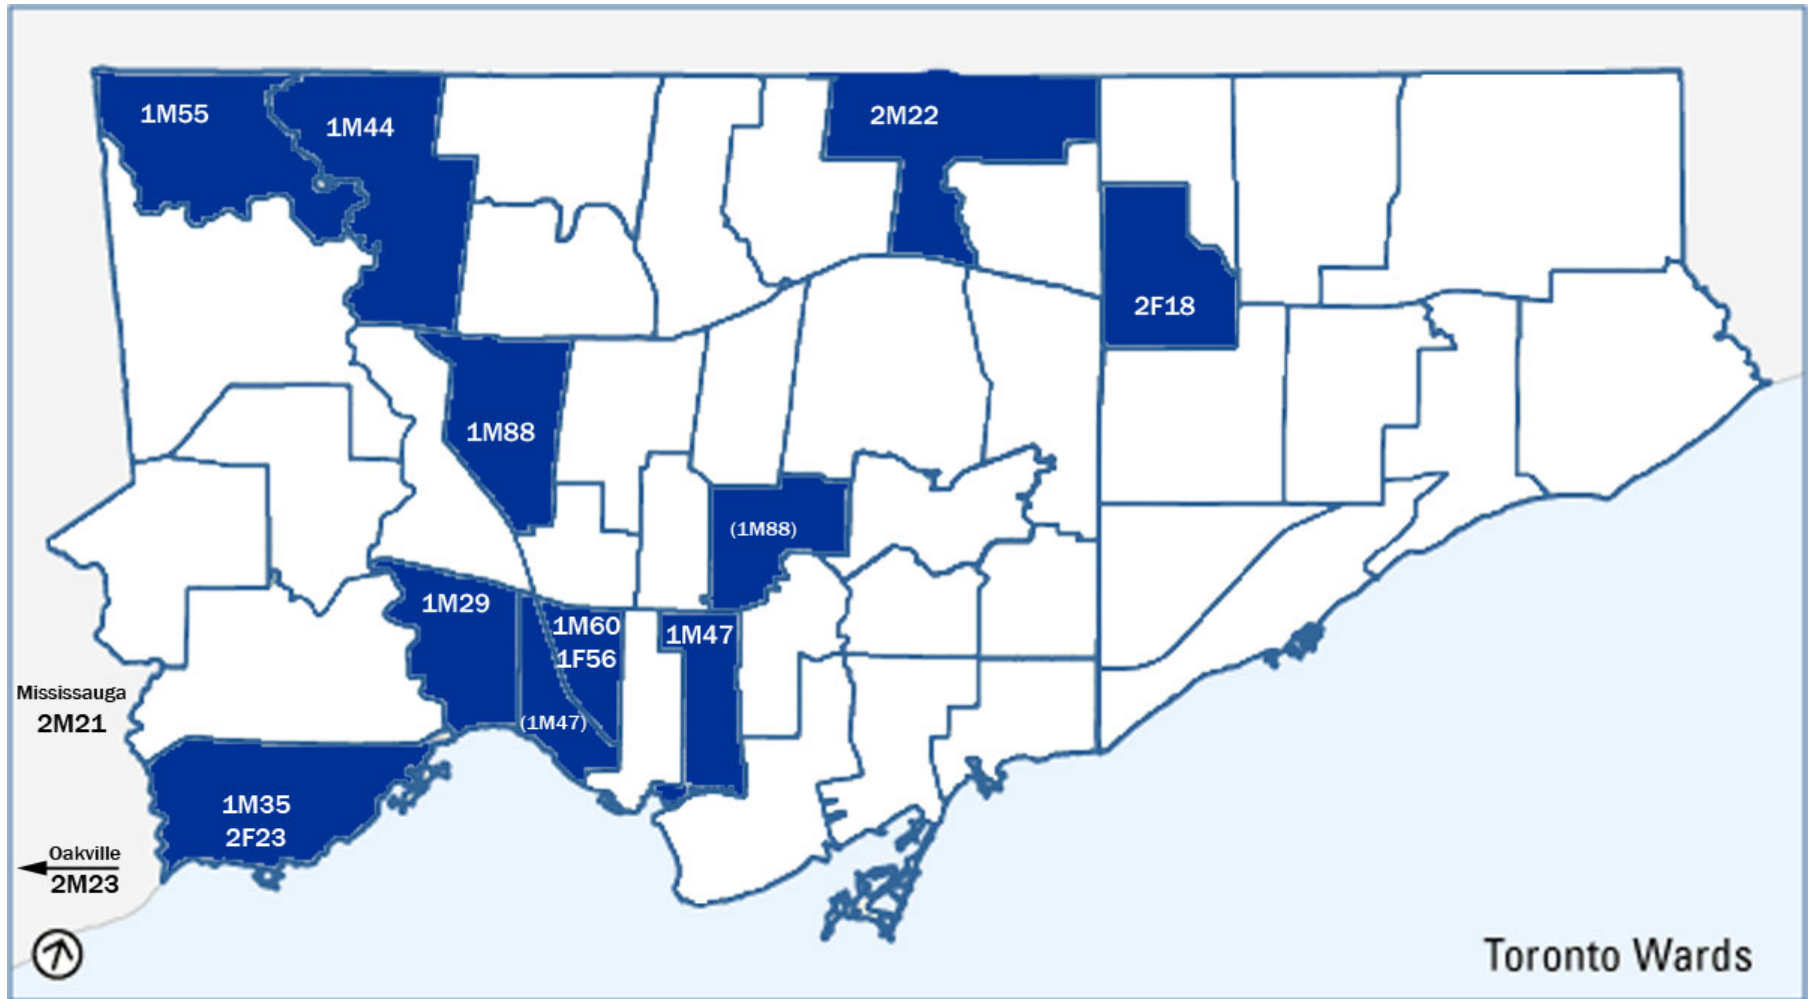 1M55
1M44
2M22
2F18
1M88
(1M88)
1M29
1M60
1F56
1M47
(1M47)
Mississauga
2M21
1M35
2F23
Oakville
2M23
Toronto Wards